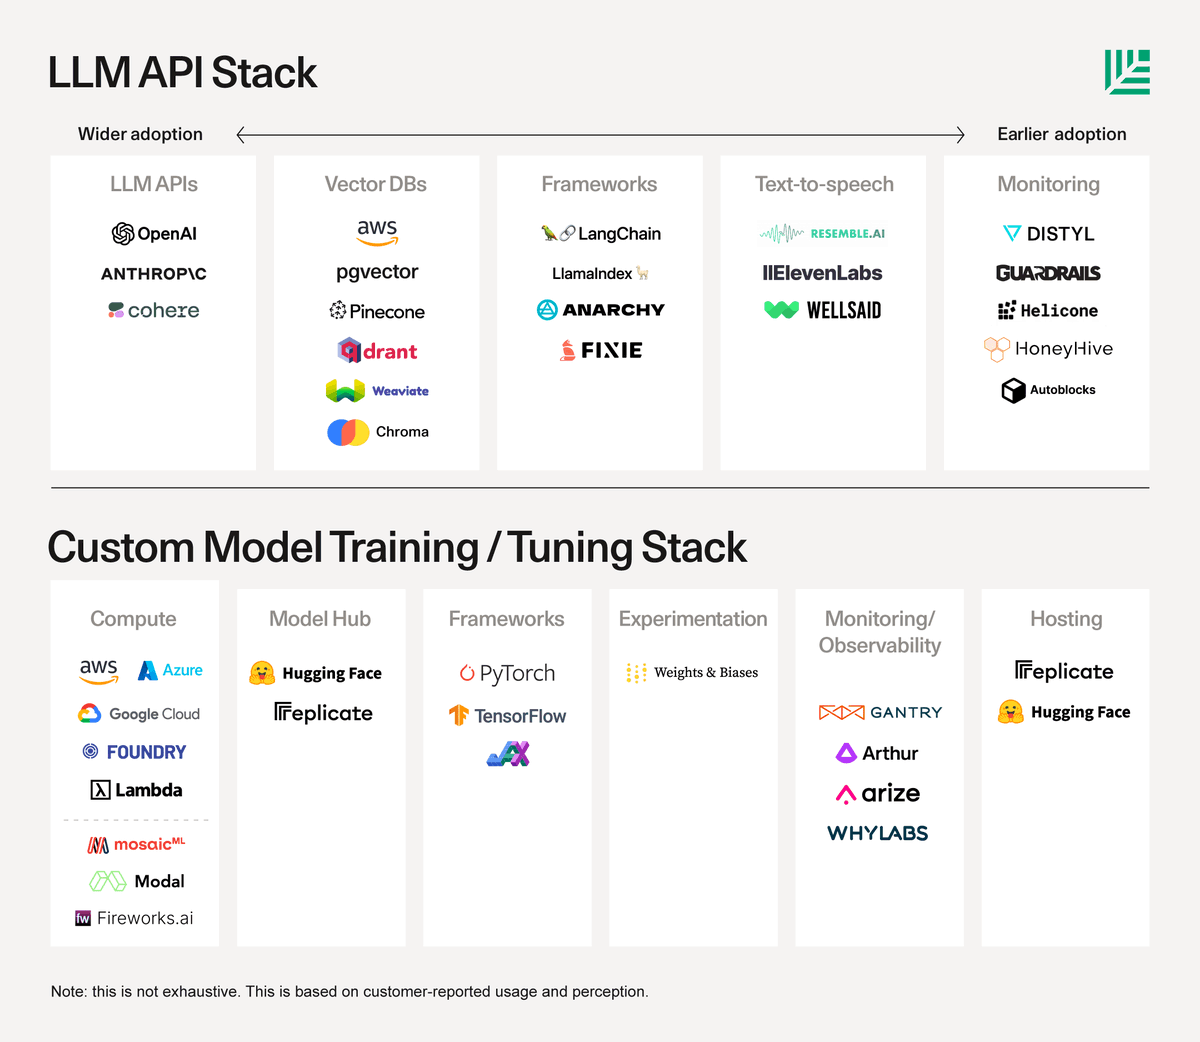 LLM API Stack
Wider adoption
Earlier adoption
LLM APIs
OpenAI
ANTHROP\C
cohere
Vector DBs
aws
pgvector
Pinecone
qdrant
Weaviate
Chroma
Frameworks
LangChain
LlamaIndex
ANARCHY
FIXIE
Text-to-speech
RESEMBLE.AI
IIElevenLabs
WELLSAID
Monitoring
DISTYL
GUARDRAILS
Helicone
HoneyHive
Autoblocks
Custom Model Training / Tuning Stack
Compute
aws Azure
Google Cloud
FOUNDRY
Lambda
mosaicML
Modal
fw Fireworks.ai
Model Hub
Hugging Face
Replicate
Frameworks
PyTorch
TensorFlow
JAX
Experimentation
Weights & Biases
Monitoring/
Observability
GANTRY
Arthur
arize
WHYLABS
Hosting
Replicate
Hugging Face
Note: this is not exhaustive. This is based on customer-reported usage and perception.